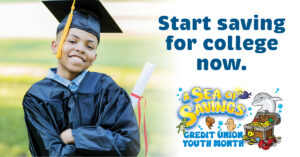 Start saving
for college
now.
A SEA OF
SAVINGS
CREDIT UNION
YOUTH MONTH